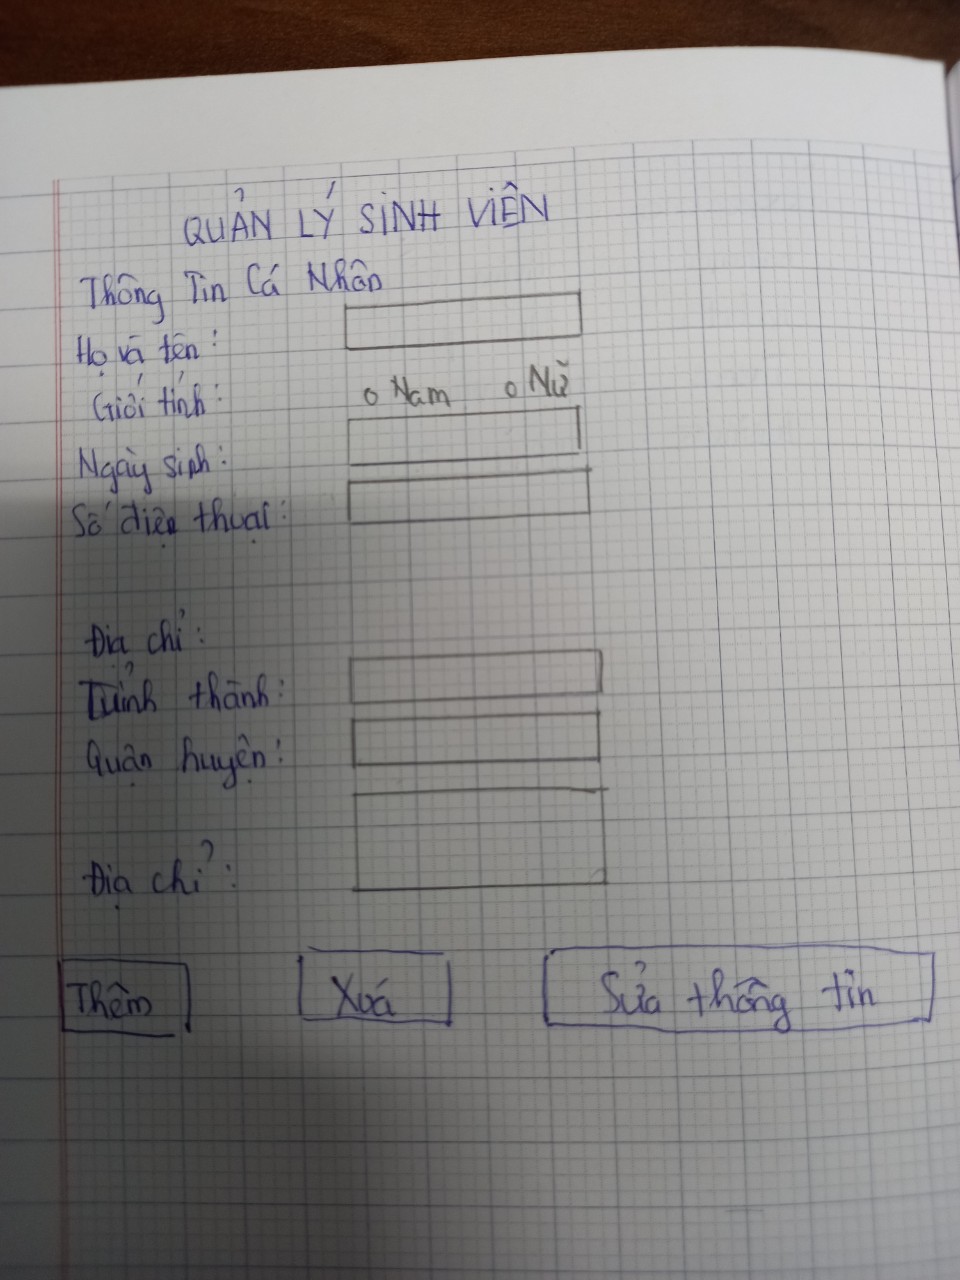 QUẢN LÝ SINH VIÊN
Thông Tin Cá Nhân
Họ và tên:
Giới tính: o Nam o Nữ
Ngày sinh:
Số điện thoại:
Địa chỉ:
Tỉnh thành:
Quận huyện:
Địa chỉ:
Thêm Xoá Sửa thông tin